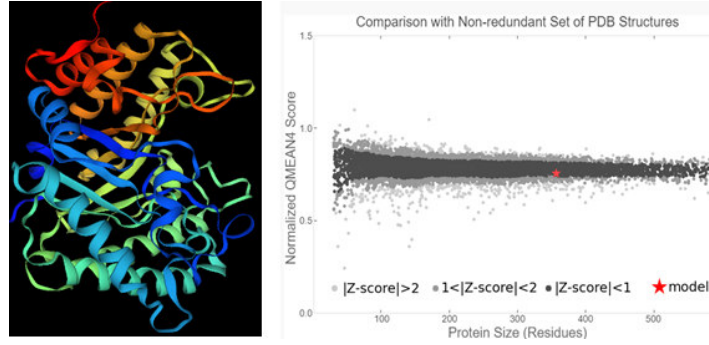 Comparison with Non-redundant Set of PDB Structures
1.5
1.0
0.5
0.0
Normalized QMEAN4 Score
|Z-score|>2 1<|Z-score|<2 |Z-score|<1 model
100 200 300 400 500
Protein Size (Residues)